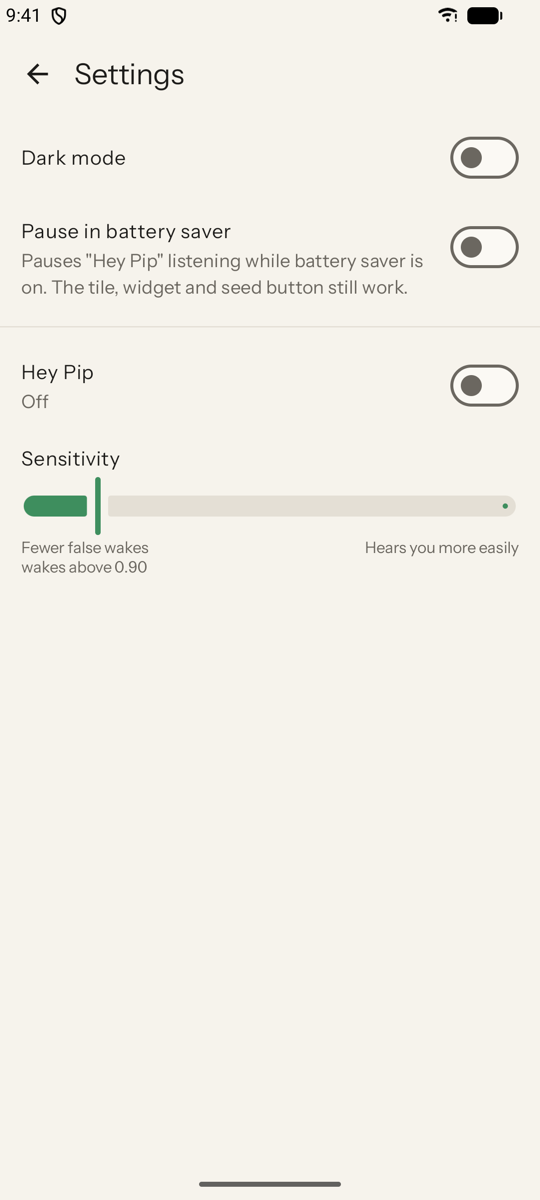 9:41
Settings
Dark mode
Pause in battery saver
Pauses "Hey Pip" listening while battery saver is
on. The tile, widget and seed button still work.
Hey Pip
Off
Sensitivity
Fewer false wakes
wakes above 0.90
Hears you more easily